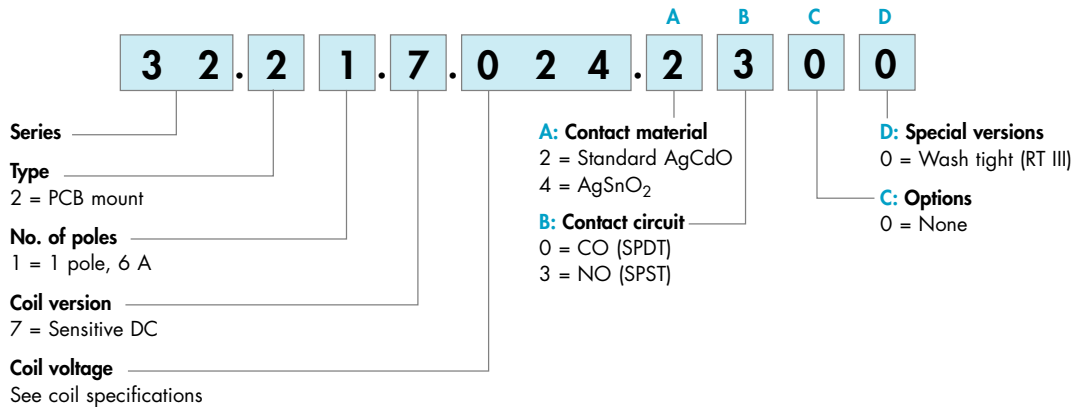 A B C D
3 2 . 2 1 . 7 . 0 2 4 . 2 3 0 0
Series
Type
2 = PCB mount
No. of poles
1 = 1 pole, 6 A
Coil version
7 = Sensitive DC
Coil voltage
See coil specifications
A: Contact material
2 = Standard AgCdO
4 = AgSnO2
B: Contact circuit
0 = CO (SPDT)
3 = NO (SPST)
D: Special versions
0 = Wash tight (RT III)
C: Options
0 = None